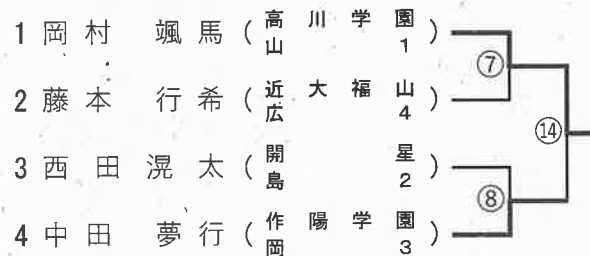 1 岡村 颯馬 (高川学園 山1)
⑦
2 藤本 行希 (近大福山 広4)
⑭
3 西田滉太 (開星 島2)
⑧
4 中田 夢行 (作陽学園 岡3)